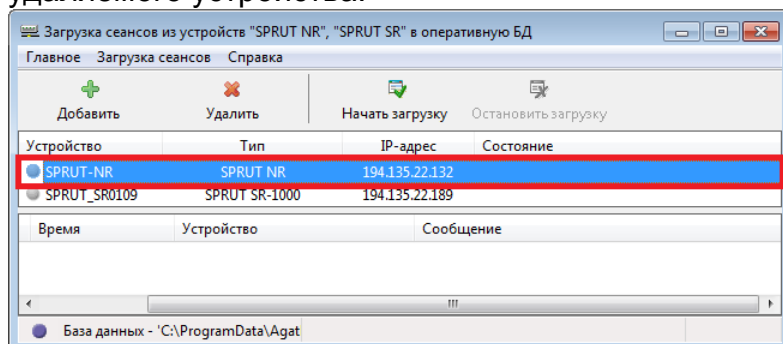 удаляемого устройства.
Загрузка сеансов из устройств "SPRUT NR", "SPRUT SR" в оперативную БД
Главное Загрузка сеансов Справка
Добавить Удалить Начать загрузку Остановить загрузку
Устройство Тип IP-адрес Состояние
SPRUT-NR SPRUT NR 194.135.22.132
SPRUT_SR0109 SPRUT SR-1000 194.135.22.189
Время Устройство Сообщение
База данных - 'C:\ProgramData\Agat